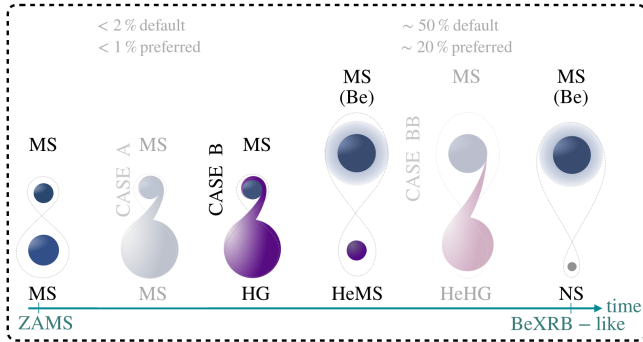 < 2 % default
< 1 % preferred
~ 50 % default
~ 20 % preferred
MS
MS
MS
MS
(Be)
MS
MS
(Be)
CASE A
CASE B
CASE BB
MS
MS
HG
HeMS
HeHG
NS
time
ZAMS
BeXRB − like